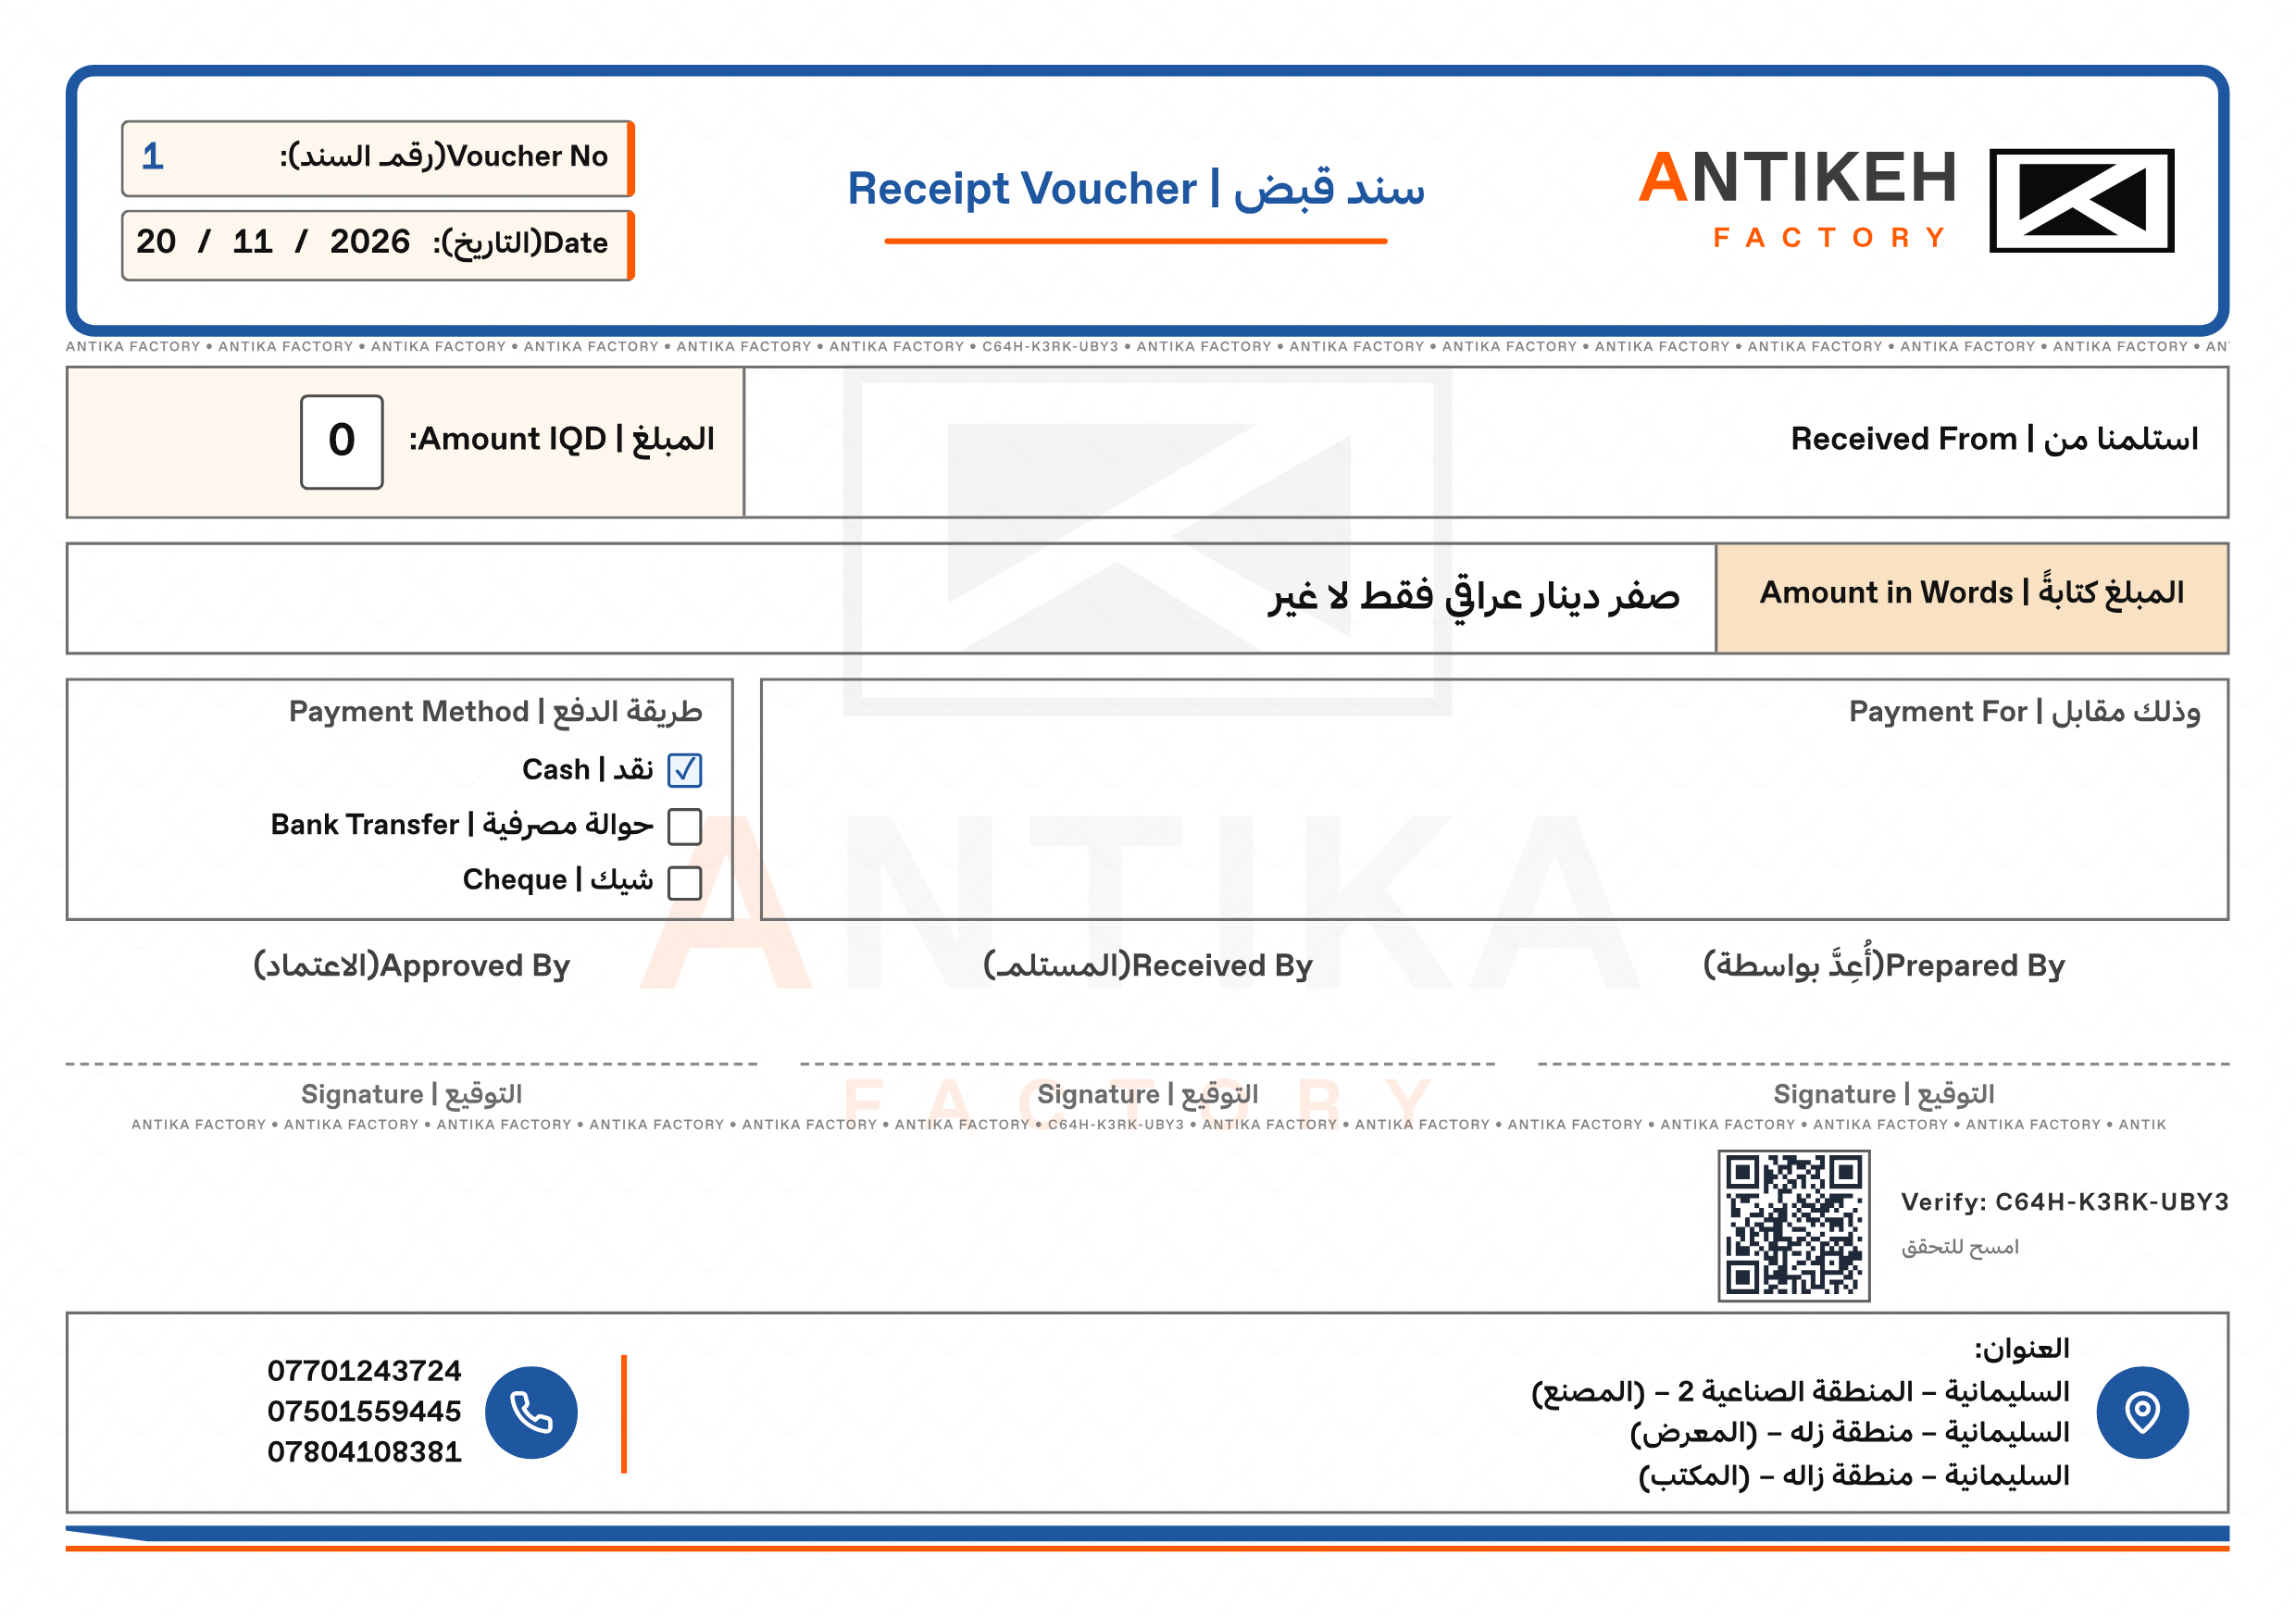 ANTIKEH
FACTORY
سند قبض | Receipt Voucher
Voucher No(رقم السند): 1
Date(التاريخ): 20 / 11 / 2026
ANTIKA FACTORY • ANTIKA FACTORY • ANTIKA FACTORY • ANTIKA FACTORY • ANTIKA FACTORY • ANTIKA FACTORY • C64H-K3RK-UBY3 • ANTIKA FACTORY • ANTIKA FACTORY • ANTIKA FACTORY • ANTIKA FACTORY • ANTIKA FACTORY • ANTIKA FACTORY • ANTIKA FACTORY • AN
استلمنا من | Received From
المبلغ | Amount IQD: 0
المبلغ كتابةً | Amount in Words
صفر دينار عراقي فقط لا غير
وذلك مقابل | Payment For
طريقة الدفع | Payment Method
نقد | Cash
حوالة مصرفية | Bank Transfer
شيك | Cheque
ANTIKA
FACTORY
Prepared By(أُعِدَّ بواسطة)
Received By(المستلم)
Approved By(الاعتماد)
التوقيع | Signature
التوقيع | Signature
التوقيع | Signature
ANTIKA FACTORY • ANTIKA FACTORY • ANTIKA FACTORY • ANTIKA FACTORY • ANTIKA FACTORY • ANTIKA FACTORY • C64H-K3RK-UBY3 • ANTIKA FACTORY • ANTIKA FACTORY • ANTIKA FACTORY • ANTIKA FACTORY • ANTIKA FACTORY • ANTIKA FACTORY • ANTIK
Verify: C64H-K3RK-UBY3
امسح للتحقق
العنوان:
السليمانية – المنطقة الصناعية 2 – (المصنع)
السليمانية – منطقة زله – (المعرض)
السليمانية – منطقة زاله – (المكتب)
07701243724
07501559445
07804108381